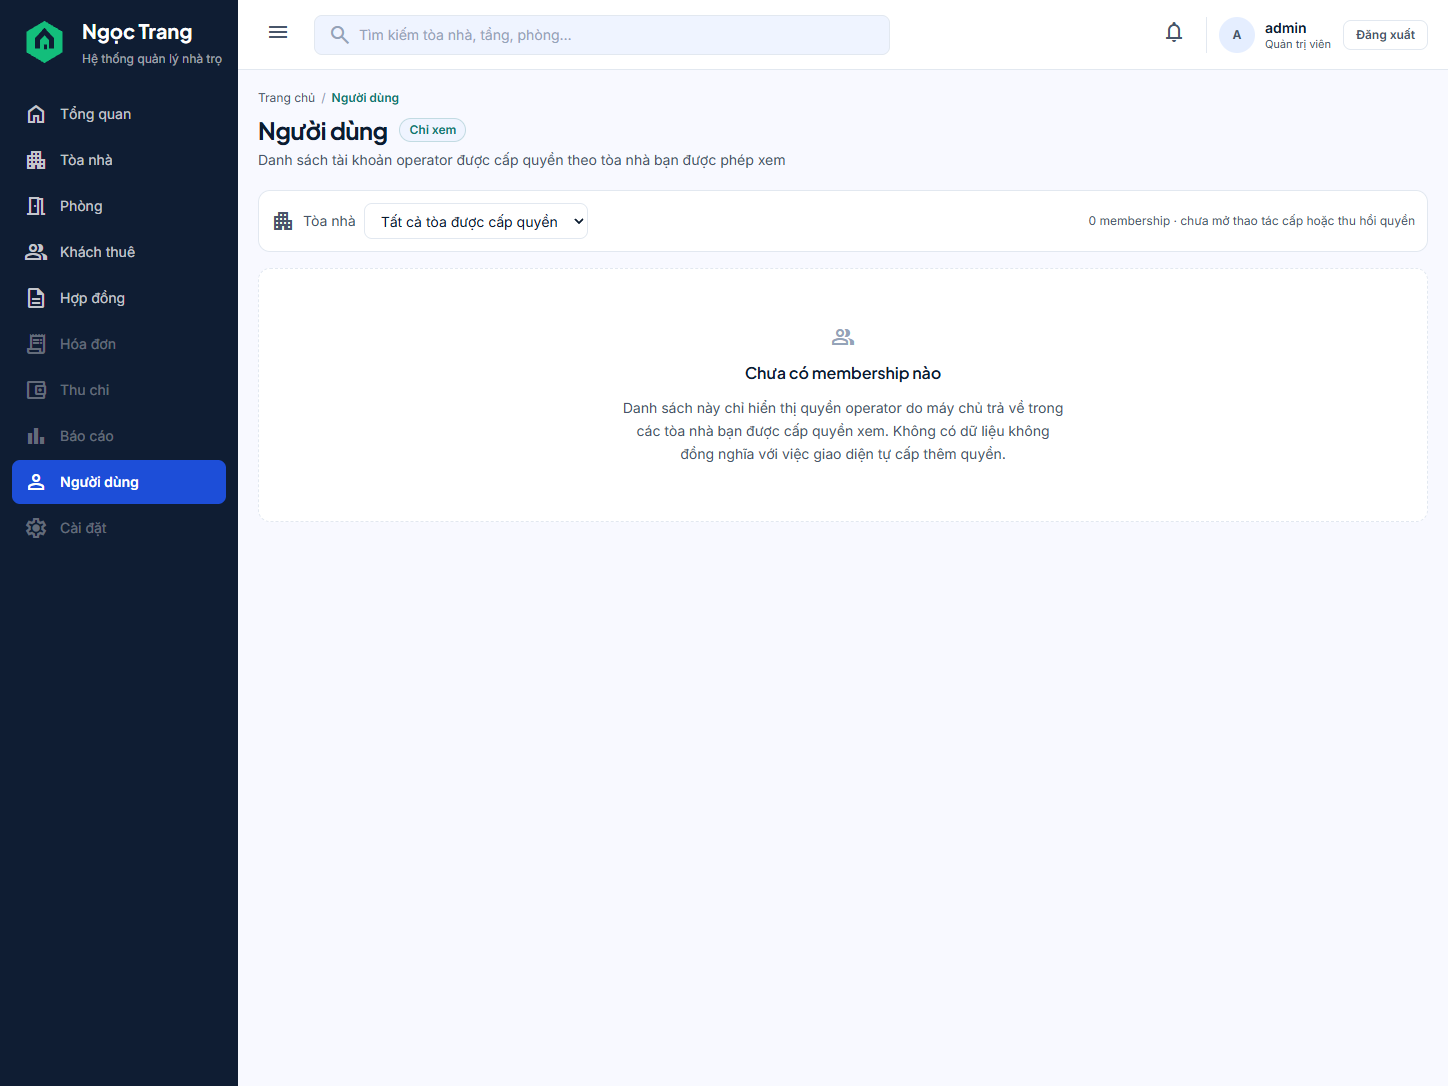 Ngọc Trang
Hệ thống quản lý nhà trọ
Tìm kiếm tòa nhà, tầng, phòng...
A
admin
Quản trị viên
Đăng xuất
Tổng quan
Tòa nhà
Phòng
Khách thuê
Hợp đồng
Hóa đơn
Thu chi
Báo cáo
Người dùng
Cài đặt
Trang chủ / Người dùng
Người dùng Chỉ xem
Danh sách tài khoản operator được cấp quyền theo tòa nhà bạn được phép xem
Tòa nhà Tất cả tòa được cấp quyền 0 membership · chưa mở thao tác cấp hoặc thu hồi quyền
Chưa có membership nào
Danh sách này chỉ hiển thị quyền operator do máy chủ trả về trong
các tòa nhà bạn được cấp quyền xem. Không có dữ liệu không
đồng nghĩa với việc giao diện tự cấp thêm quyền.